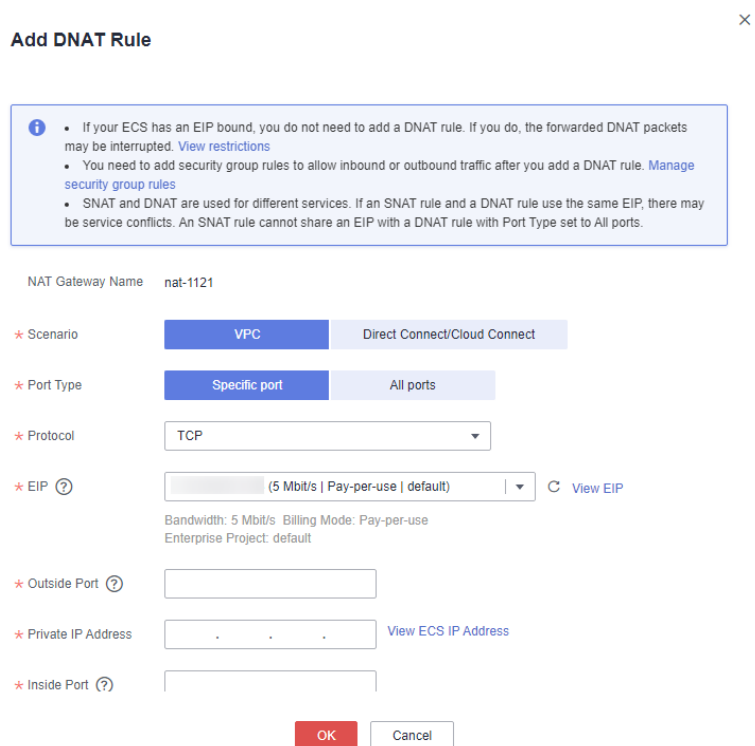 Add DNAT Rule
• If your ECS has an EIP bound, you do not need to add a DNAT rule. If you do, the forwarded DNAT packets
may be interrupted. View restrictions
• You need to add security group rules to allow inbound or outbound traffic after you add a DNAT rule. Manage
security group rules
• SNAT and DNAT are used for different services. If an SNAT rule and a DNAT rule use the same EIP, there may
be service conflicts. An SNAT rule cannot share an EIP with a DNAT rule with Port Type set to All ports.
NAT Gateway Name nat-1121
* Scenario VPC Direct Connect/Cloud Connect
* Port Type Specific port All ports
* Protocol TCP
* EIP ? (5 Mbit/s | Pay-per-use | default) View EIP
Bandwidth: 5 Mbit/s Billing Mode: Pay-per-use
Enterprise Project: default
* Outside Port ?
* Private IP Address . . . View ECS IP Address
* Inside Port ?
OK Cancel